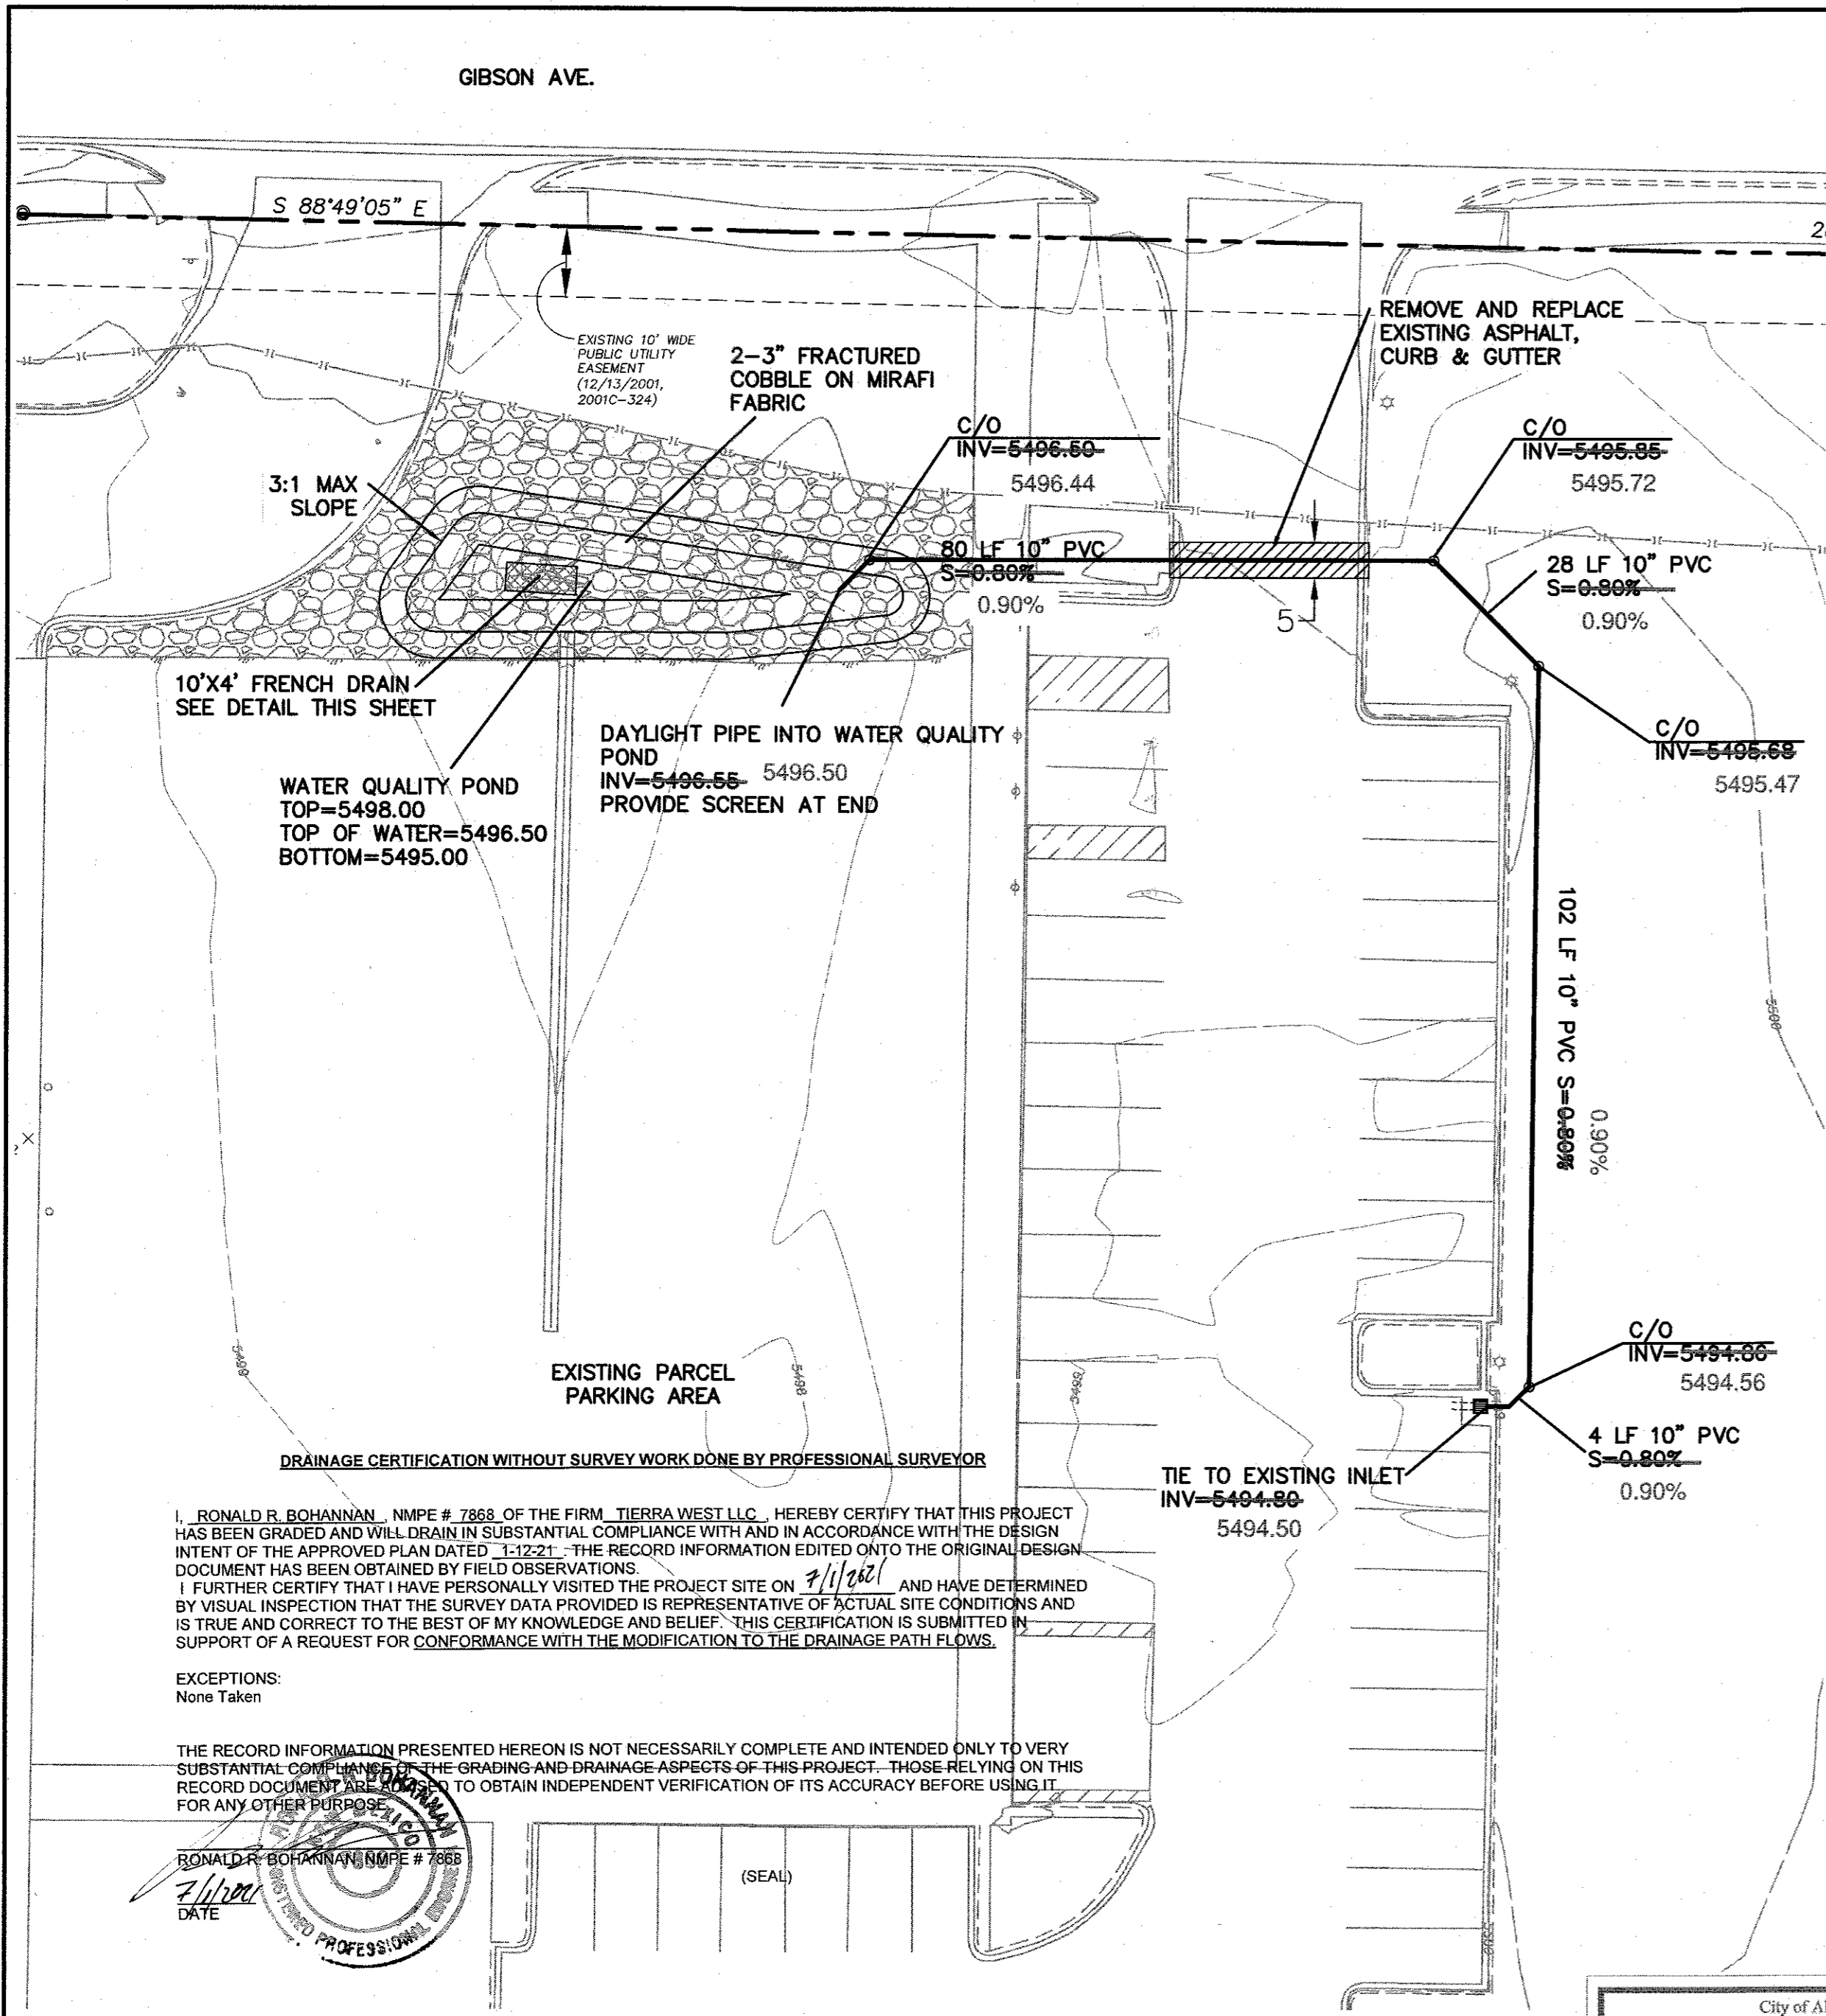 GIBSON AVE.
S 88°49'05" E
EXISTING 10' WIDE
PUBLIC UTILITY
EASEMENT
(12/13/2001,
2001C-324)
2-3" FRACTURED
COBBLE ON MIRAFI
FABRIC
REMOVE AND REPLACE
EXISTING ASPHALT,
CURB & GUTTER
C/O
INV=5496.50
5496.44
C/O
INV=5495.85
5495.72
3:1 MAX
SLOPE
80 LF 10" PVC
S=0.80%
0.90%
28 LF 10" PVC
S=0.80%
0.90%
5
10'X4' FRENCH DRAIN
SEE DETAIL THIS SHEET
DAYLIGHT PIPE INTO WATER QUALITY
POND
INV=5496.55 5496.50
PROVIDE SCREEN AT END
C/O
INV=5495.68
5495.47
WATER QUALITY POND
TOP=5498.00
TOP OF WATER=5496.50
BOTTOM=5495.00
102 LF 10" PVC S=0.80%
0.90%
5500
5499
5498
5498
EXISTING PARCEL
PARKING AREA
C/O
INV=5494.86
5494.56
4 LF 10" PVC
S=0.80%
0.90%
TIE TO EXISTING INLET
INV=5494.80
5494.50
DRAINAGE CERTIFICATION WITHOUT SURVEY WORK DONE BY PROFESSIONAL SURVEYOR
I, RONALD R. BOHANNAN , NMPE # 7868 OF THE FIRM TIERRA WEST LLC , HEREBY CERTIFY THAT THIS PROJECT
HAS BEEN GRADED AND WILL DRAIN IN SUBSTANTIAL COMPLIANCE WITH AND IN ACCORDANCE WITH THE DESIGN
INTENT OF THE APPROVED PLAN DATED 1-12-21 . THE RECORD INFORMATION EDITED ONTO THE ORIGINAL DESIGN
DOCUMENT HAS BEEN OBTAINED BY FIELD OBSERVATIONS.
I FURTHER CERTIFY THAT I HAVE PERSONALLY VISITED THE PROJECT SITE ON 7/1/2021 AND HAVE DETERMINED
BY VISUAL INSPECTION THAT THE SURVEY DATA PROVIDED IS REPRESENTATIVE OF ACTUAL SITE CONDITIONS AND
IS TRUE AND CORRECT TO THE BEST OF MY KNOWLEDGE AND BELIEF. THIS CERTIFICATION IS SUBMITTED IN
SUPPORT OF A REQUEST FOR CONFORMANCE WITH THE MODIFICATION TO THE DRAINAGE PATH FLOWS.
EXCEPTIONS:
None Taken
THE RECORD INFORMATION PRESENTED HEREON IS NOT NECESSARILY COMPLETE AND INTENDED ONLY TO VERY
SUBSTANTIAL COMPLIANCE OF THE GRADING AND DRAINAGE ASPECTS OF THIS PROJECT. THOSE RELYING ON THIS
RECORD DOCUMENT ARE ADVISED TO OBTAIN INDEPENDENT VERIFICATION OF ITS ACCURACY BEFORE USING IT
FOR ANY OTHER PURPOSE.
RONALD R. BOHANNAN, NMPE # 7868
7/1/2021
DATE
(SEAL)
City of Al